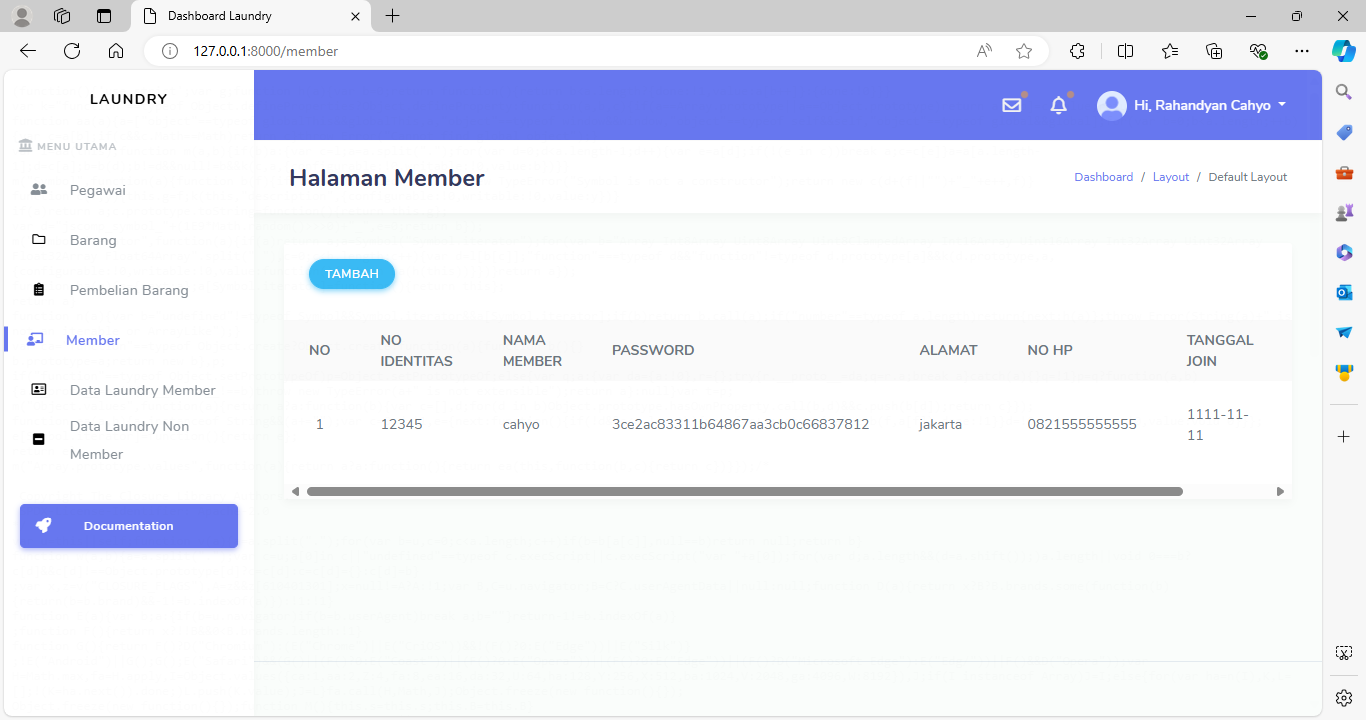 Dashboard Laundry
127.0.0.1:8000/member
LAUNDRY
MENU UTAMA
Pegawai
Barang
Pembelian Barang
Member
Data Laundry Member
Data Laundry Non
Member
Documentation
Hi, Rahandyan Cahyo
Halaman Member
Dashboard / Layout / Default Layout
TAMBAH
NO NO IDENTITAS NAMA MEMBER PASSWORD ALAMAT NO HP TANGGAL JOIN
1 12345 cahyo 3ce2ac83311b64867aa3cb0c66837812 jakarta 0821555555555 1111-11-11